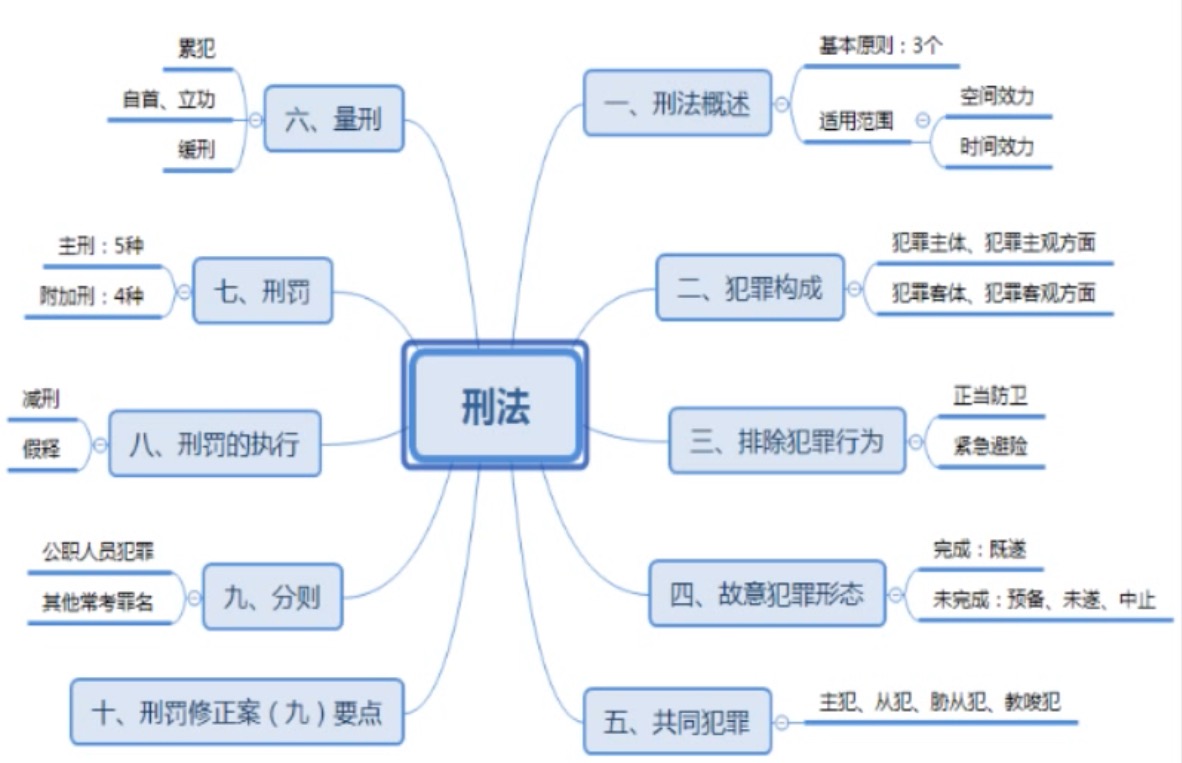 刑法
一、刑法概述
基本原则：3个
适用范围
空间效力
时间效力
二、犯罪构成
犯罪主体、犯罪主观方面
犯罪客体、犯罪客观方面
三、排除犯罪行为
正当防卫
紧急避险
四、故意犯罪形态
完成：既遂
未完成：预备、未遂、中止
五、共同犯罪
主犯、从犯、胁从犯、教唆犯
六、量刑
累犯
自首、立功
缓刑
七、刑罚
主刑：5种
附加刑：4种
八、刑罚的执行
减刑
假释
九、分则
公职人员犯罪
其他常考罪名
十、刑罚修正案（九）要点